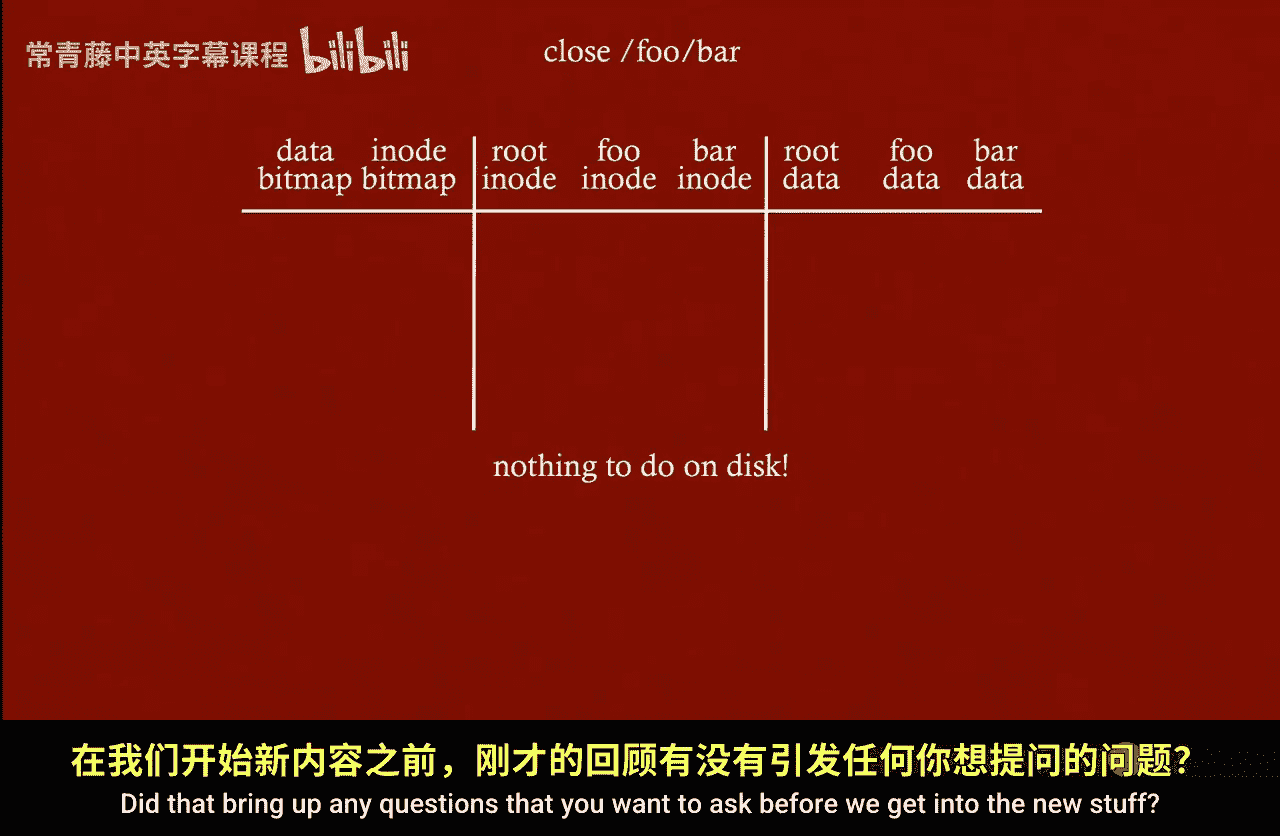 常青藤中英字幕课程 bilibili
close /foo/bar
data inode root foo bar root foo bar
bitmap bitmap inode inode inode data data data
nothing to do on disk!
在我们开始新内容之前，刚才的回顾有没有引发任何你想提问的问题？
Did that bring up any questions that you want to ask before we get into the new stuff?